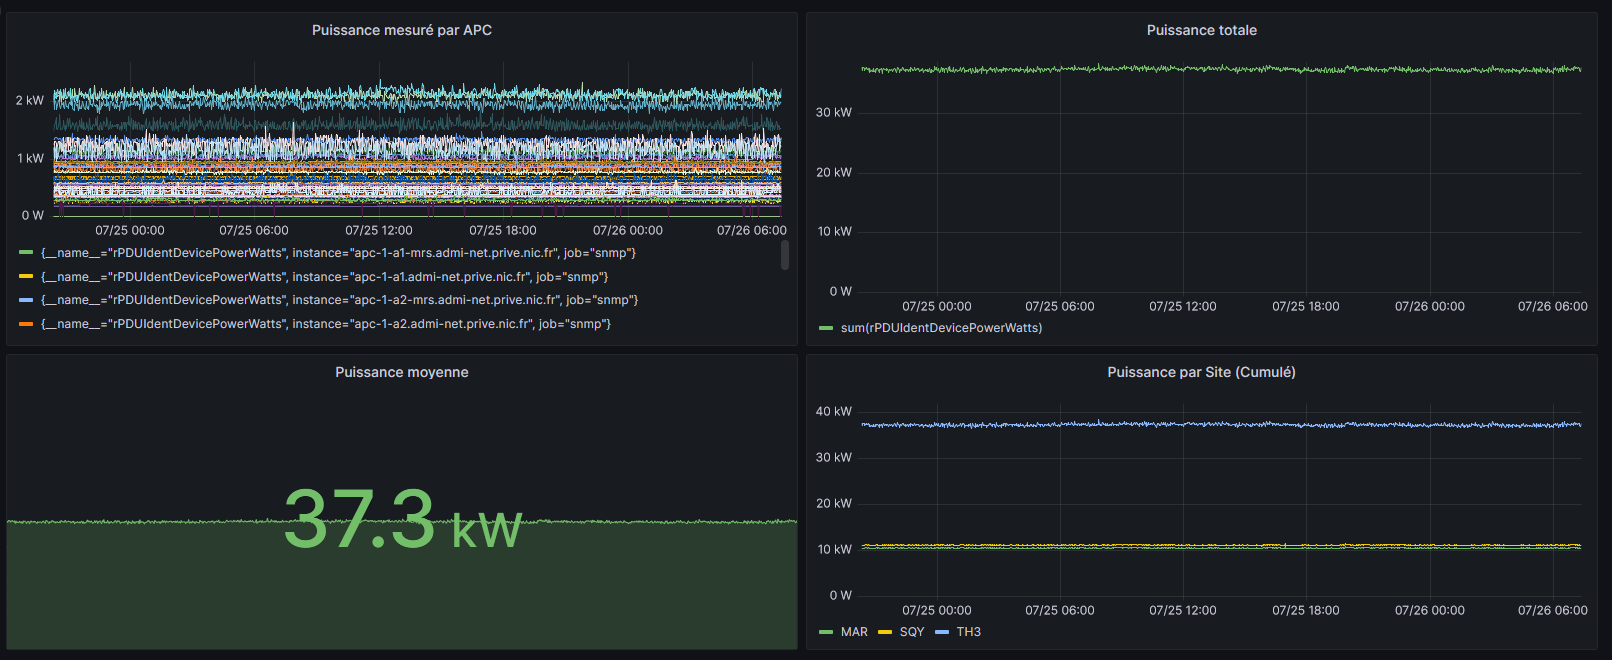 Puissance mesuré par APC
2 kW
1 kW
0 W
07/25 00:00 07/25 06:00 07/25 12:00 07/25 18:00 07/26 00:00 07/26 06:00
{__name__="rPDUIdentDevicePowerWatts", instance="apc-1-a1-mrs.admi-net.prive.nic.fr", job="snmp"}
{__name__="rPDUIdentDevicePowerWatts", instance="apc-1-a1.admi-net.prive.nic.fr", job="snmp"}
{__name__="rPDUIdentDevicePowerWatts", instance="apc-1-a2-mrs.admi-net.prive.nic.fr", job="snmp"}
{__name__="rPDUIdentDevicePowerWatts", instance="apc-1-a2.admi-net.prive.nic.fr", job="snmp"}
Puissance totale
30 kW
20 kW
10 kW
0 W
07/25 00:00 07/25 06:00 07/25 12:00 07/25 18:00 07/26 00:00 07/26 06:00
sum(rPDUIdentDevicePowerWatts)
Puissance moyenne
37.3 kW
Puissance par Site (Cumulé)
40 kW
30 kW
20 kW
10 kW
0 W
07/25 00:00 07/25 06:00 07/25 12:00 07/25 18:00 07/26 00:00 07/26 06:00
MAR SQY TH3